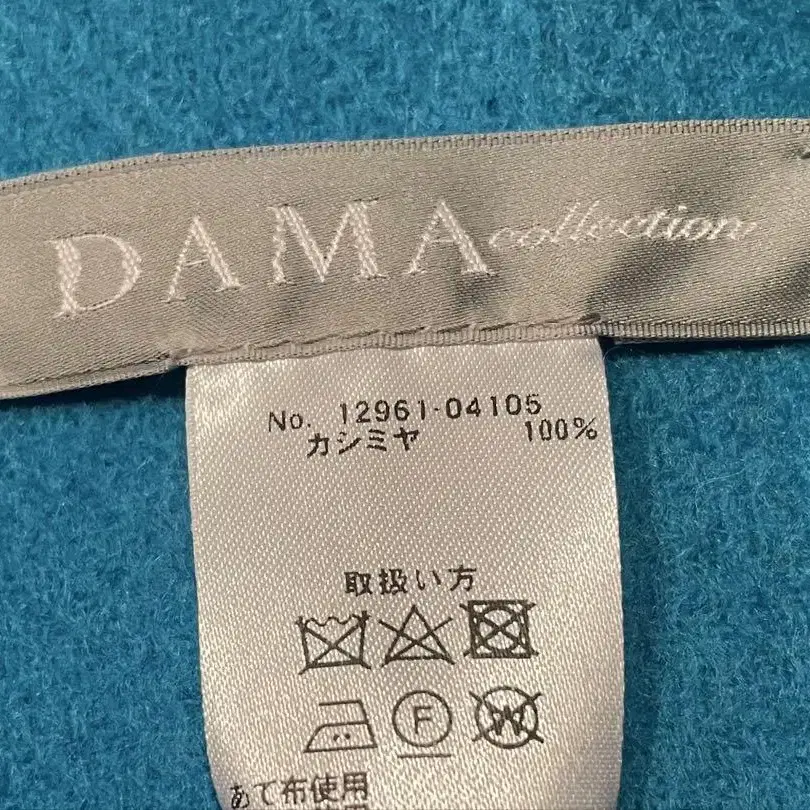 DAMA collection
No. 12961-04105
カシミヤ 100%
取扱い方
F W
あて布使用